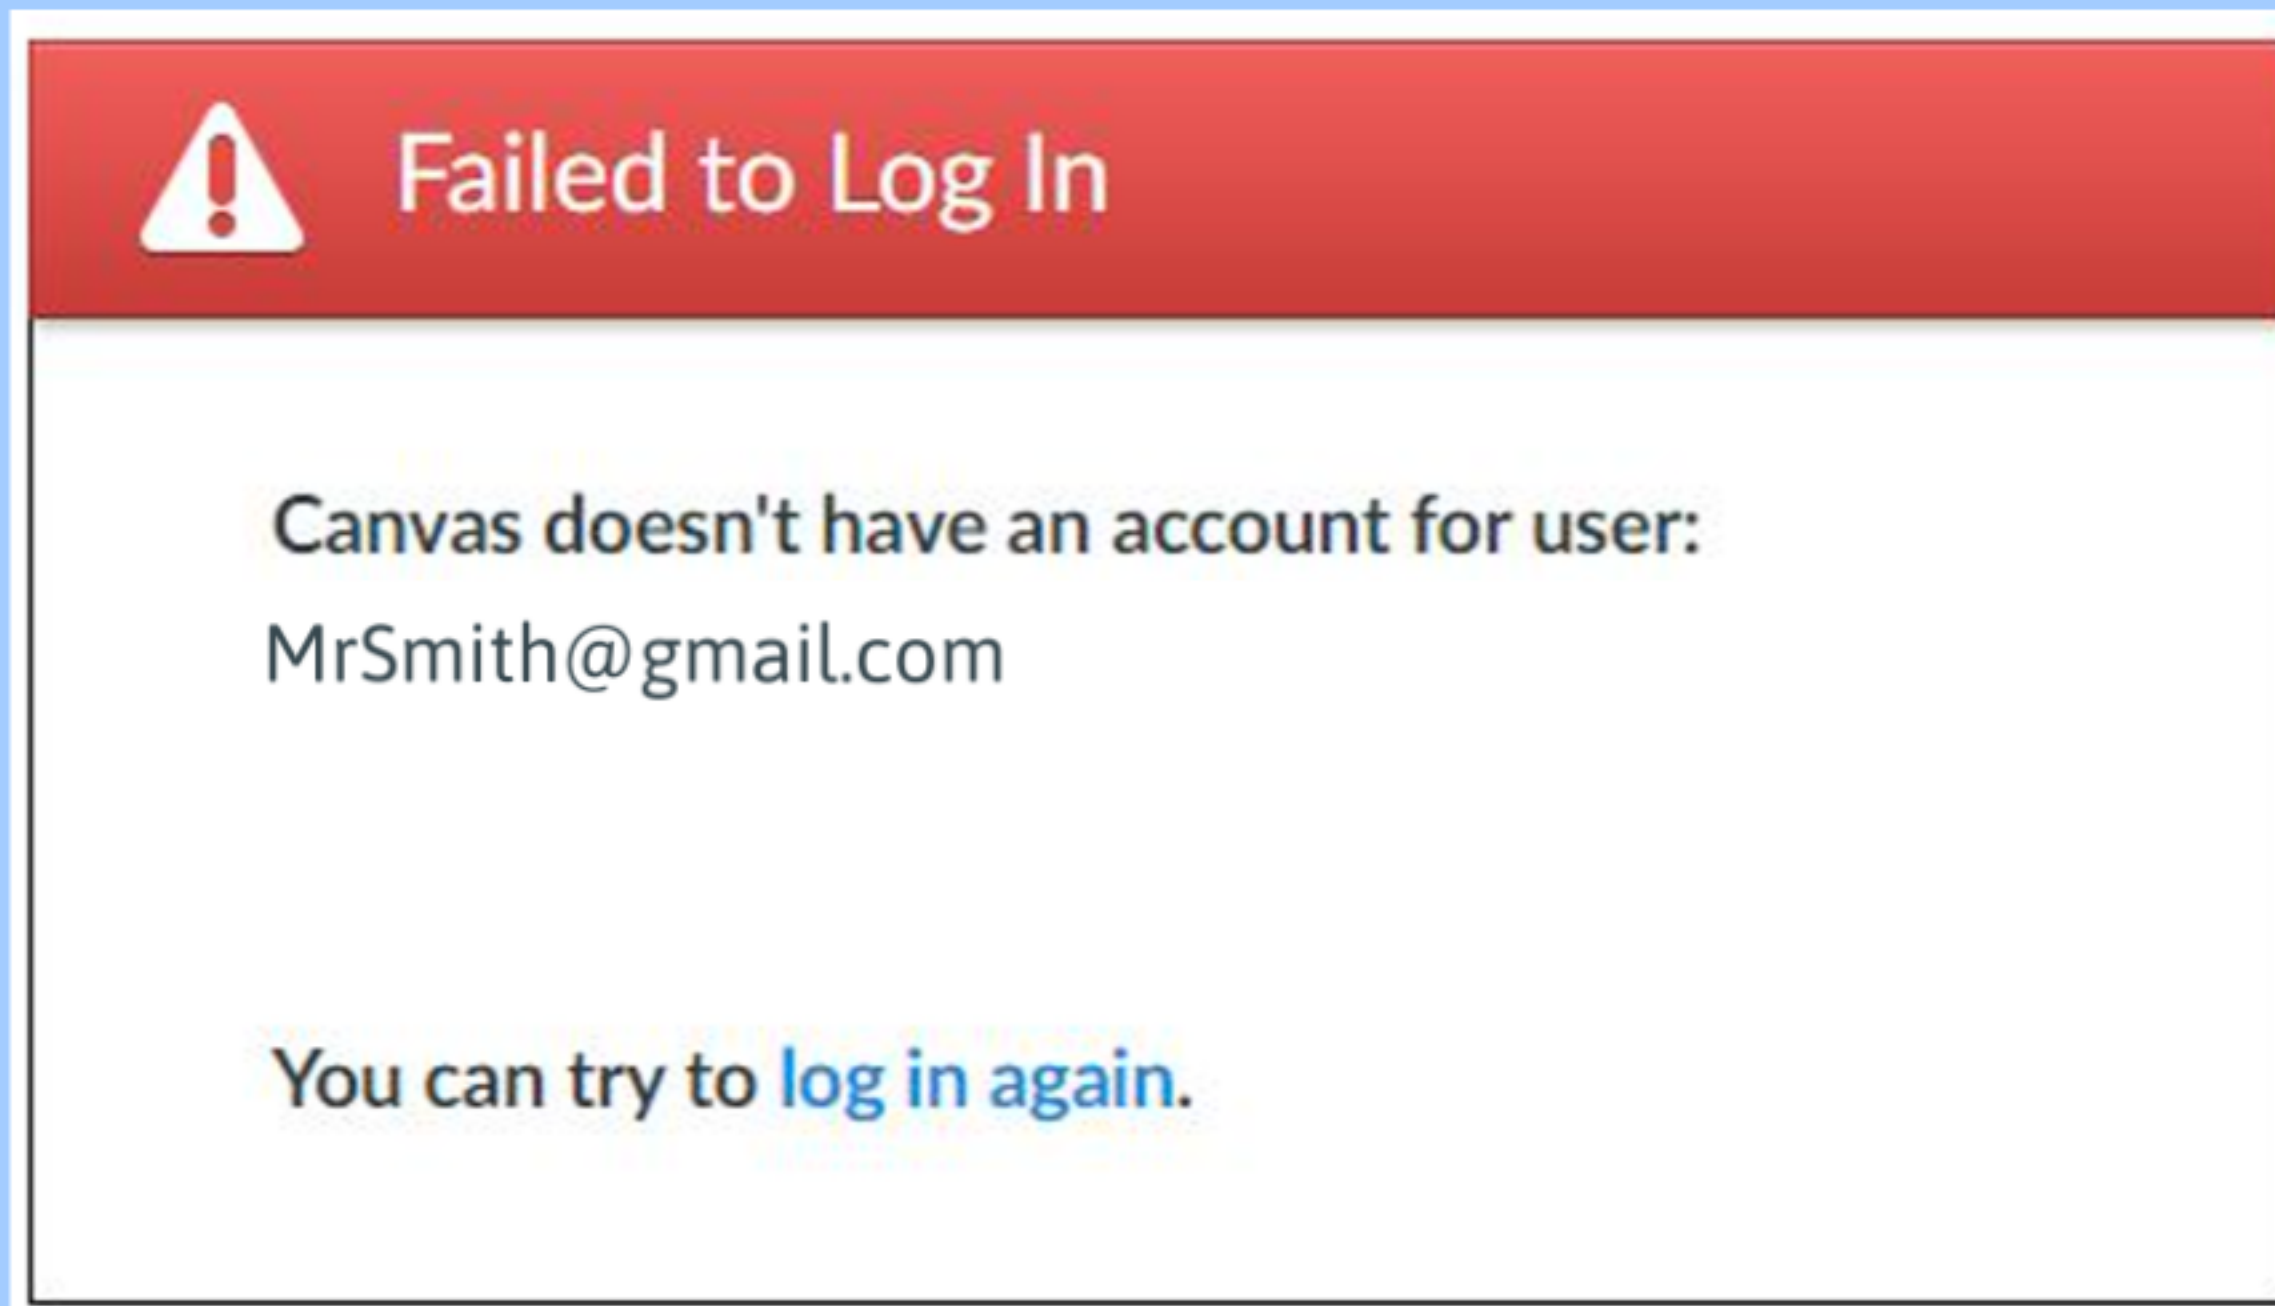 Failed to Log In
Canvas doesn't have an account for user:
MrSmith@gmail.com
You can try to log in again.